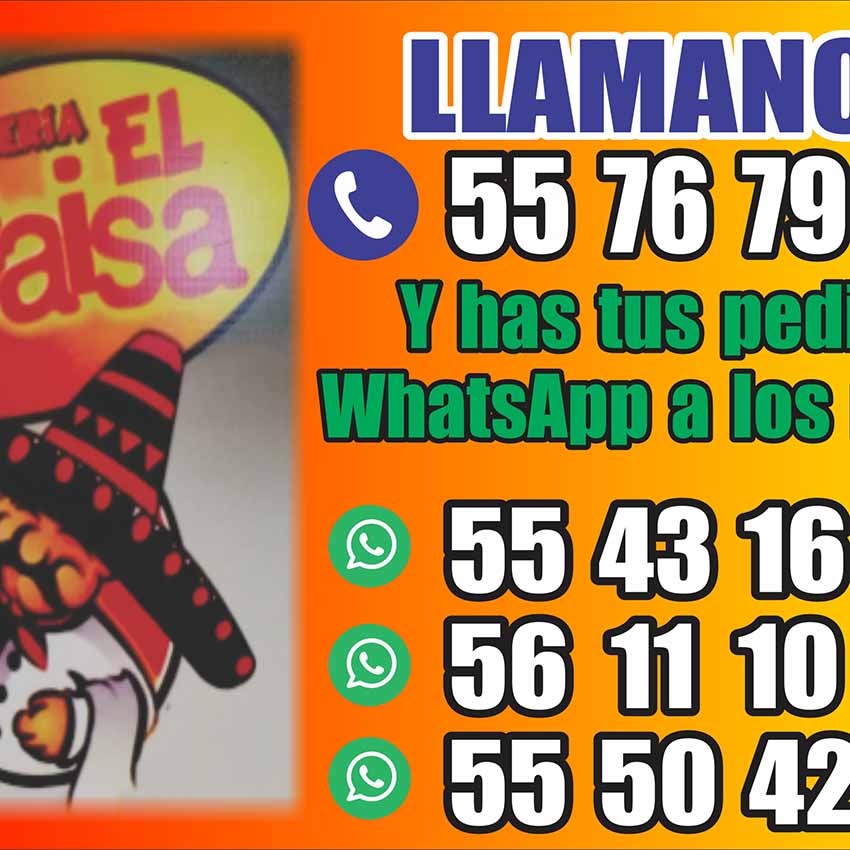 ERIA EL
aisa
LLAMANO
55 76 79
Y has tus pedi
WhatsApp a los
55 43 16
56 11 10
55 50 42